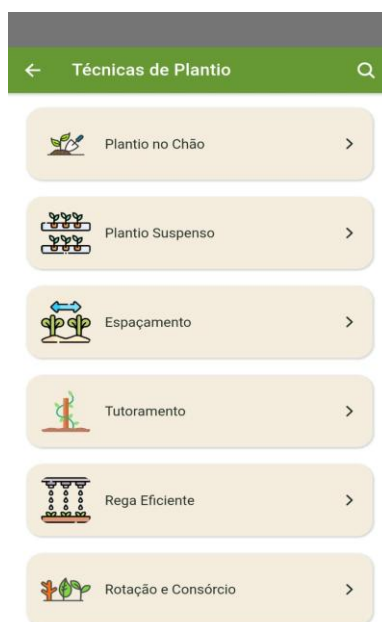 Técnicas de Plantio
Plantio no Chão
Plantio Suspenso
Espaçamento
Tutoramento
Rega Eficiente
Rotação e Consórcio